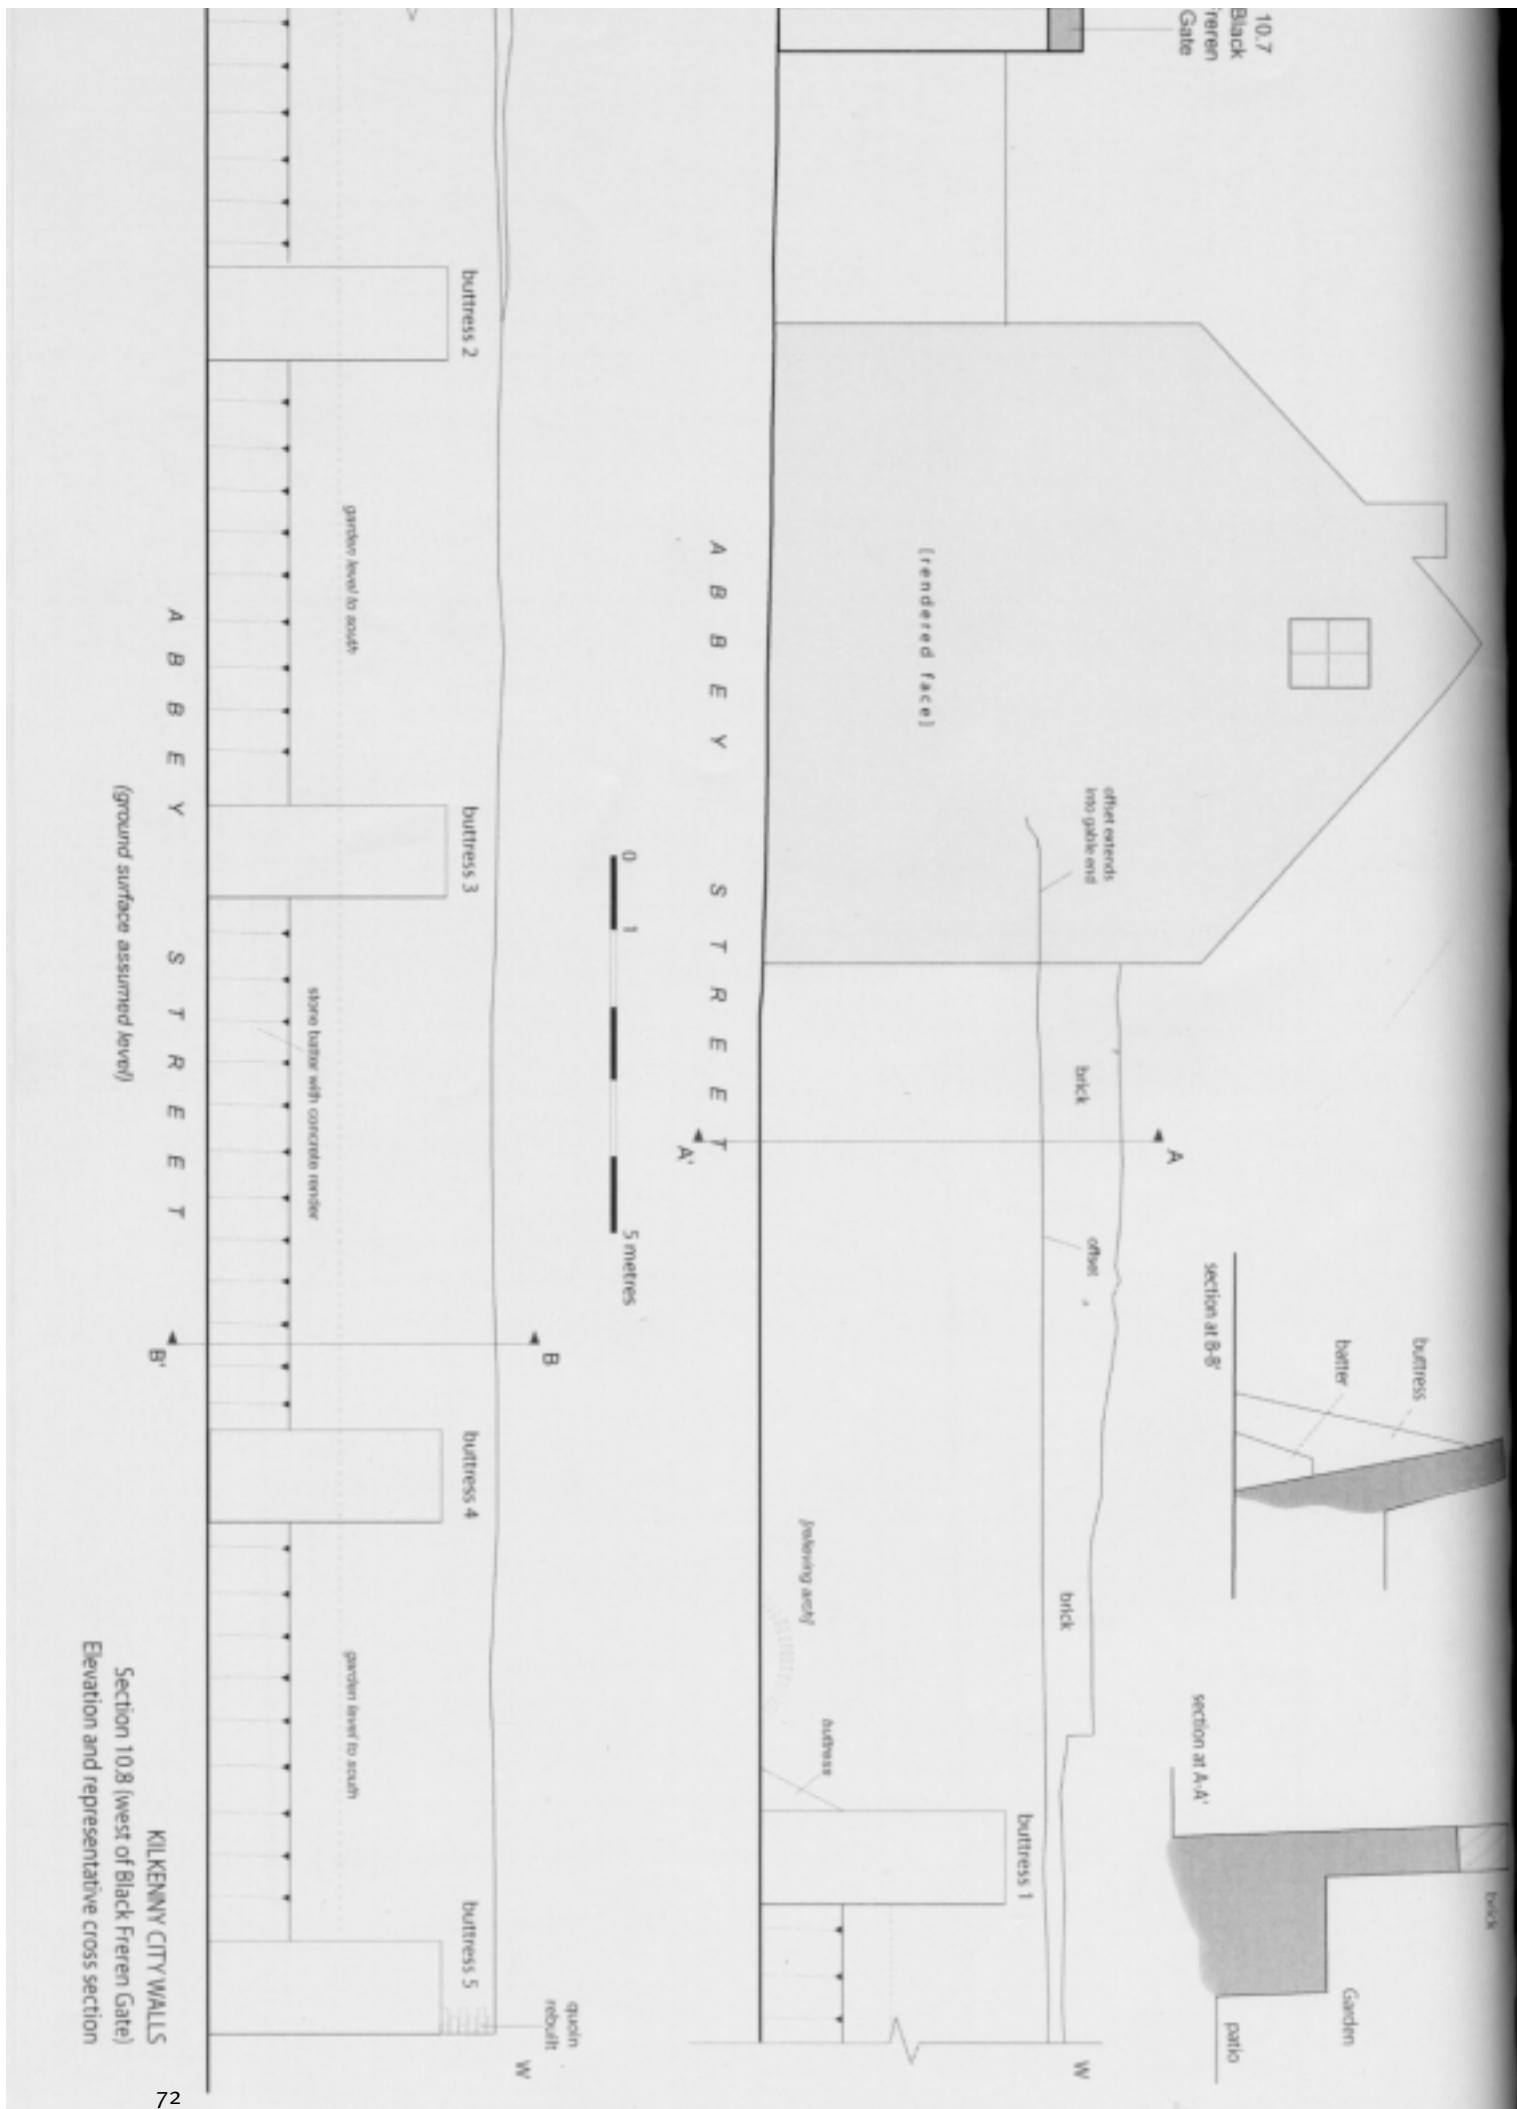 10.7
Black
Freren
Gate
(rendered face)
offset extends
into gable end
brick
A
A'
offset
section at B-B'
batter
buttress
brick
[relieving arch]
buttress
buttress 1
section at A-A'
brick
Garden
patio
W
A B B E Y S T R E E T
0
1
5 metres
buttress 2
garden level to south
buttress 3
stone batter with concrete render
B
B'
buttress 4
garden level to south
buttress 5
quoin
rebuilt
W
A B B E Y S T R E E T
(ground surface assumed level)
KILKENNY CITY WALLS
Section 10.8 (west of Black Freren Gate)
Elevation and representative cross section
72